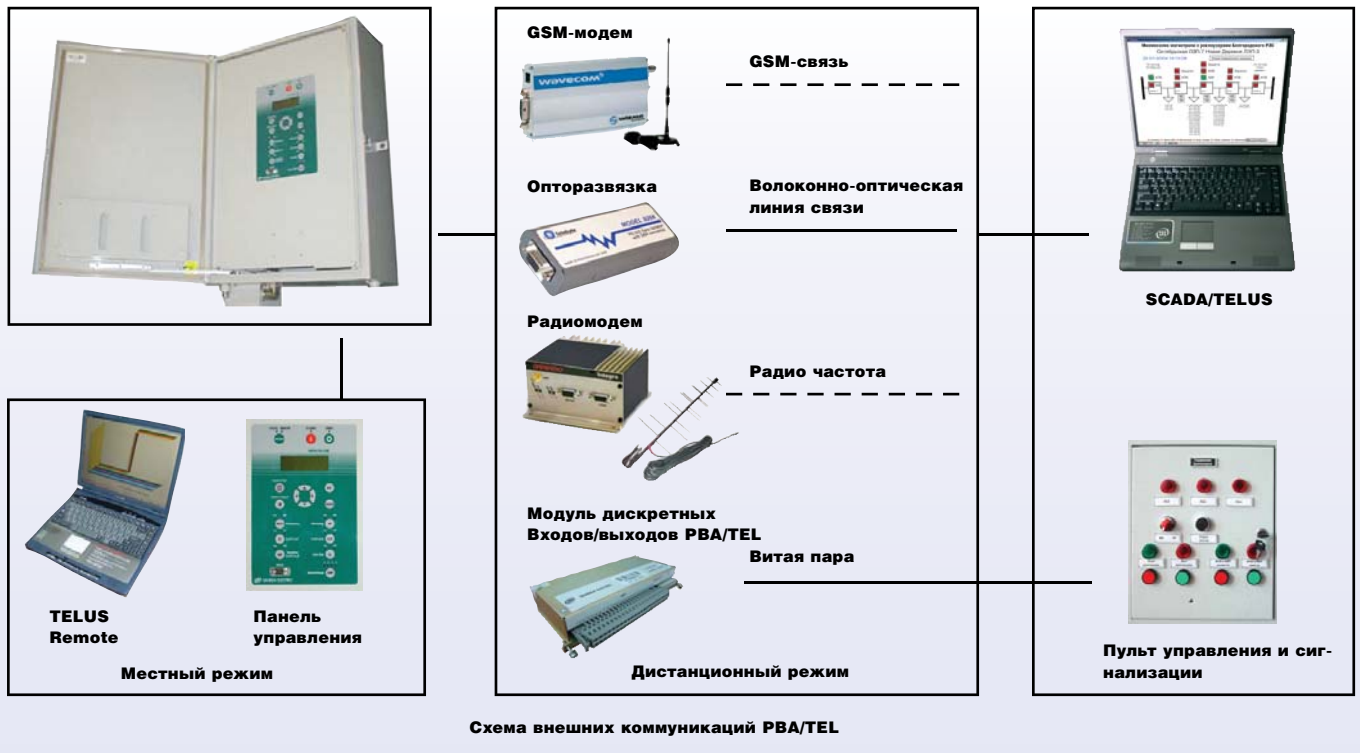 GSM-модем
GSM-связь
wavecom
Опторазвязка
Волоконно-оптическая
линия связи
MODEL
Радиомодем
Радио частота
Модуль дискретных
Входов/выходов PBA/TEL
Витая пара
Дистанционный режим
TELUS
Remote
Панель
управления
Местный режим
SCADA/TELUS
Пульт управления и сиг-
нализации
Схема внешних коммуникаций PBA/TEL